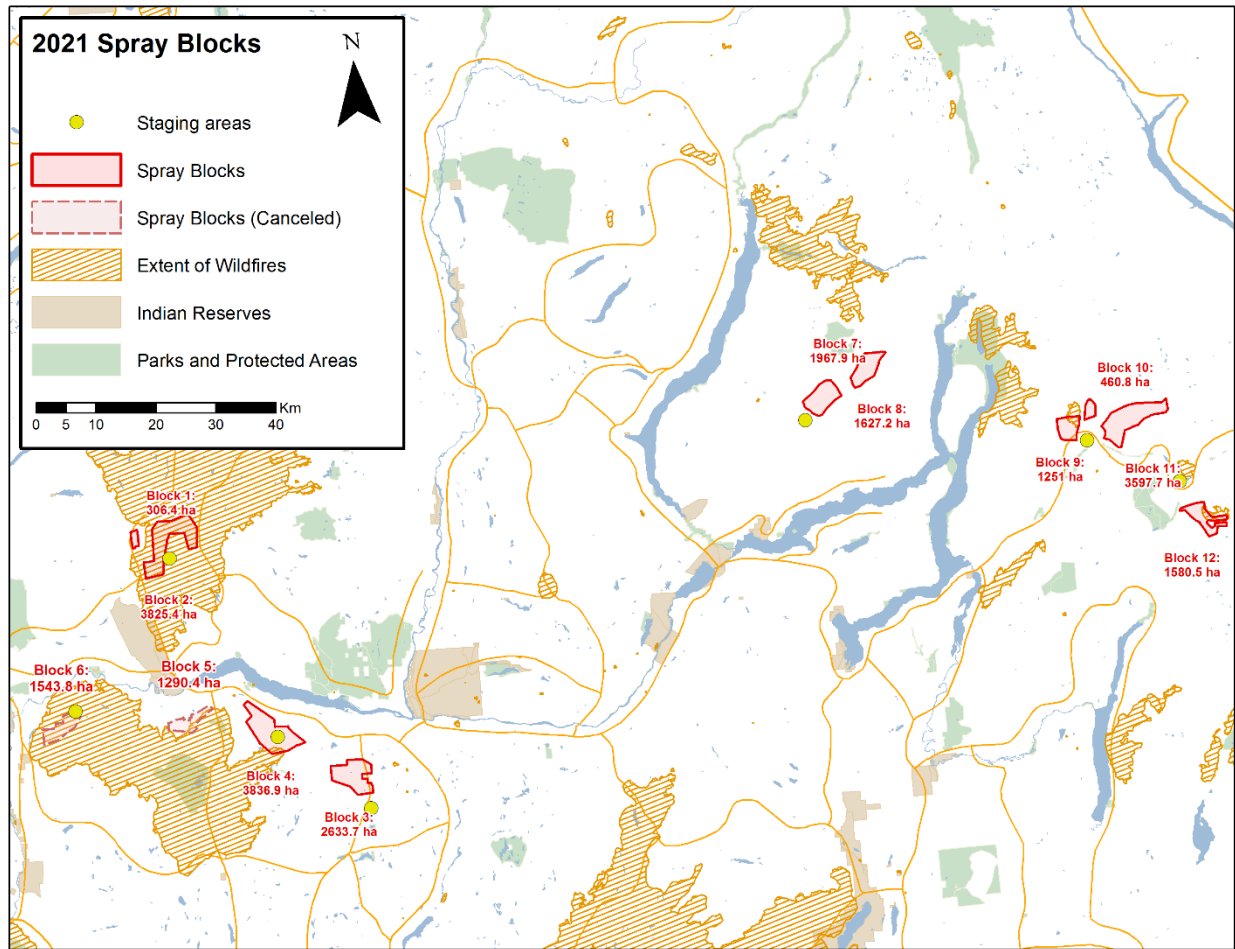 2021 Spray Blocks
N
Staging areas
Spray Blocks
Spray Blocks (Canceled)
Extent of Wildfires
Indian Reserves
Parks and Protected Areas
Km
0 5 10 20 30 40
Block 7:
1967.9 ha
Block 8:
1627.2 ha
Block 10:
460.8 ha
Block 9:
1251 ha
Block 11:
3597.7 ha
Block 12:
1580.5 ha
Block 1:
306.4 ha
Block 2:
3825.4 ha
Block 6:
1543.8 ha
Block 5:
1290.4 ha
Block 4:
3836.9 ha
Block 3:
2633.7 ha